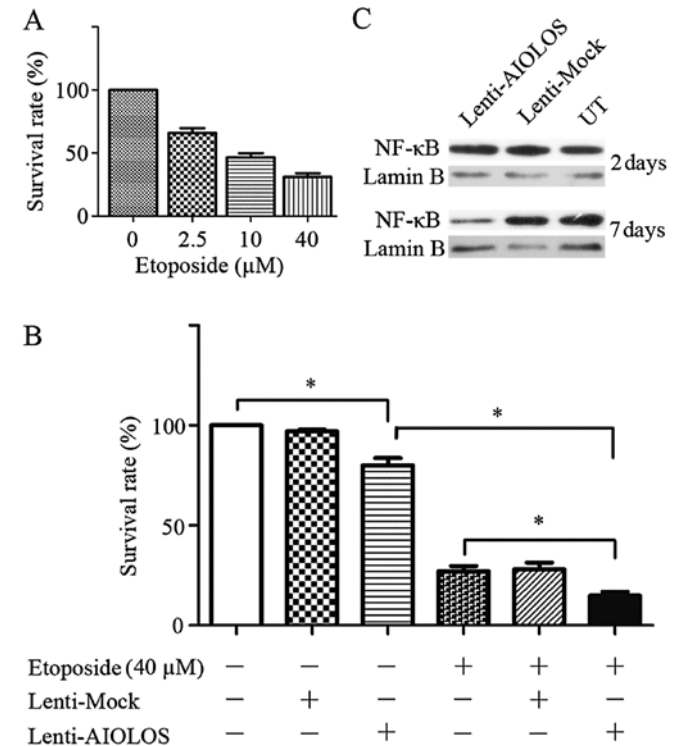 A
Survival rate (%)
100
50
0
0 2.5 10 40
Etoposide (μM)
C
Lenti-AIOLOS
Lenti-Mock
UT
NF-κB
Lamin B
2 days
NF-κB
Lamin B
7 days
B
Survival rate (%)
100
50
0
*
*
*
Etoposide (40 μM) − − − + + +
Lenti-Mock − + − − + −
Lenti-AIOLOS − − + − − +